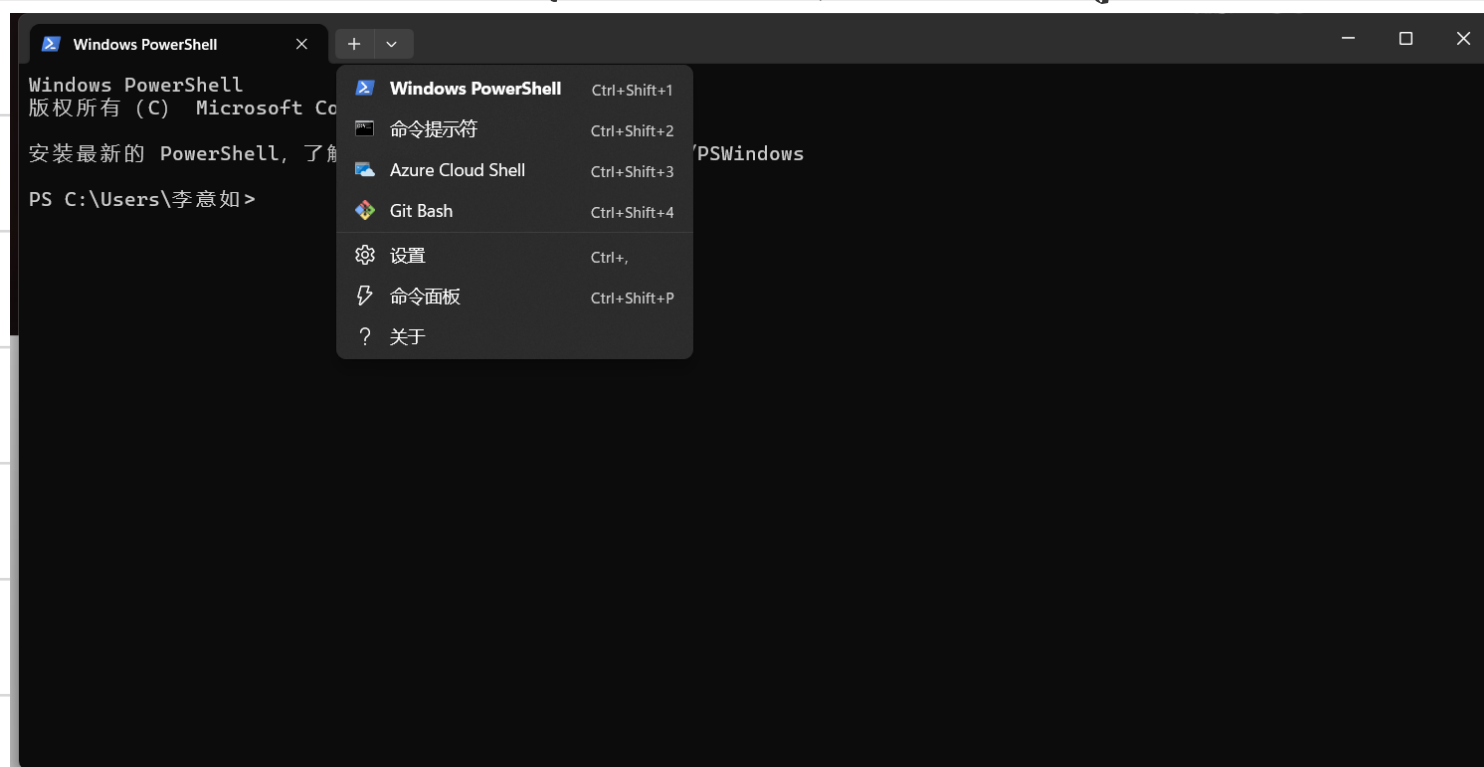 Windows PowerShell
Windows PowerShell
版权所有 (C) Microsoft Co
安装最新的 PowerShell, 了解
/PSWindows
PS C:\Users\李意如>
Windows PowerShell Ctrl+Shift+1
命令提示符 Ctrl+Shift+2
Azure Cloud Shell Ctrl+Shift+3
Git Bash Ctrl+Shift+4
设置 Ctrl+,
命令面板 Ctrl+Shift+P
关于